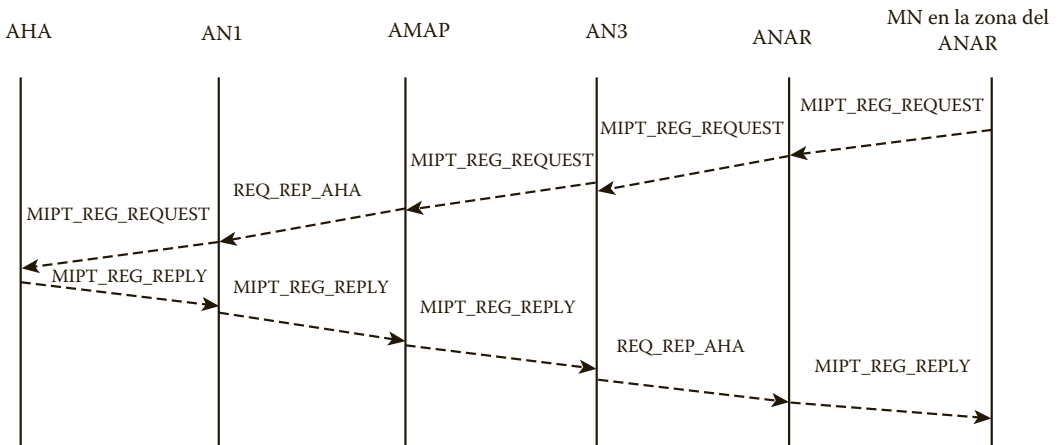 AHA
AN1
AMAP
AN3
ANAR
MN en la zona del
ANAR
MIPT_REG_REQUEST
MIPT_REG_REQUEST
MIPT_REG_REQUEST
REQ_REP_AHA
MIPT_REG_REQUEST
MIPT_REG_REPLY
MIPT_REG_REPLY
MIPT_REG_REPLY
REQ_REP_AHA
MIPT_REG_REPLY